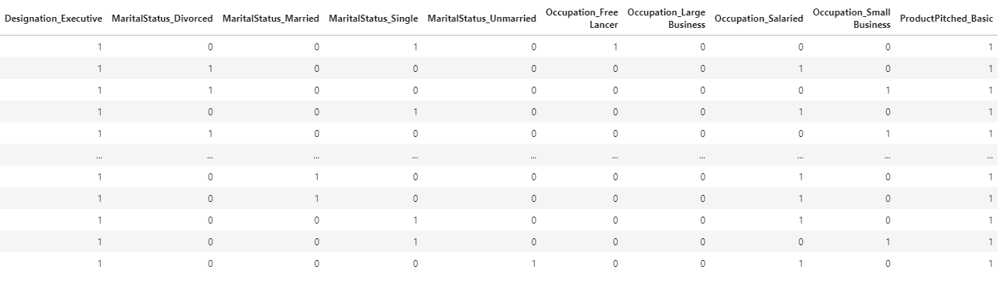 Designation_Executive MaritalStatus_Divorced MaritalStatus_Married MaritalStatus_Single MaritalStatus_Unmarried Occupation_Free Lancer Occupation_Large Business Occupation_Salaried Occupation_Small Business ProductPitched_Basic
1 0 0 1 0 1 0 0 0 1
1 1 0 0 0 0 0 1 0 1
1 1 0 0 0 0 0 0 1 1
1 0 0 1 0 0 0 1 0 1
1 1 0 0 0 0 0 0 1 1
... ... ... ... ... ... ... ... ... ...
1 0 1 0 0 0 0 1 0 1
1 0 1 0 0 0 0 1 0 1
1 0 0 1 0 0 0 1 0 1
1 0 0 1 0 0 0 0 1 1
1 0 0 0 1 0 0 1 0 1